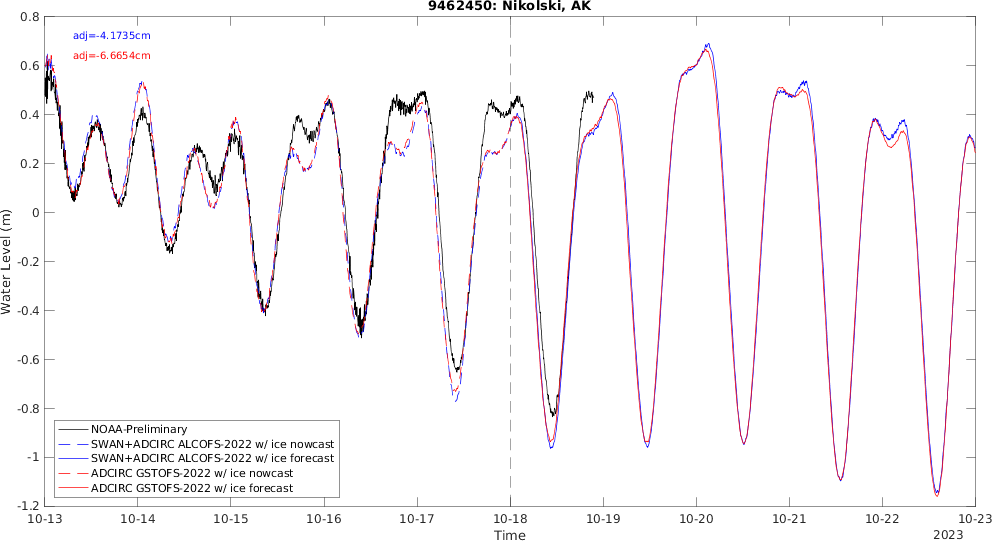 9462450: Nikolski, AK
adj=-4.1735cm
adj=-6.6654cm
0.8
0.6
0.4
0.2
0
-0.2
-0.4
-0.6
-0.8
-1
-1.2
Water Level (m)
NOAA-Preliminary
SWAN+ADCIRC ALCOFS-2022 w/ ice nowcast
SWAN+ADCIRC ALCOFS-2022 w/ ice forecast
ADCIRC GSTOFS-2022 w/ ice nowcast
ADCIRC GSTOFS-2022 w/ ice forecast
10-13 10-14 10-15 10-16 10-17 10-18 10-19 10-20 10-21 10-22 10-23
Time
2023